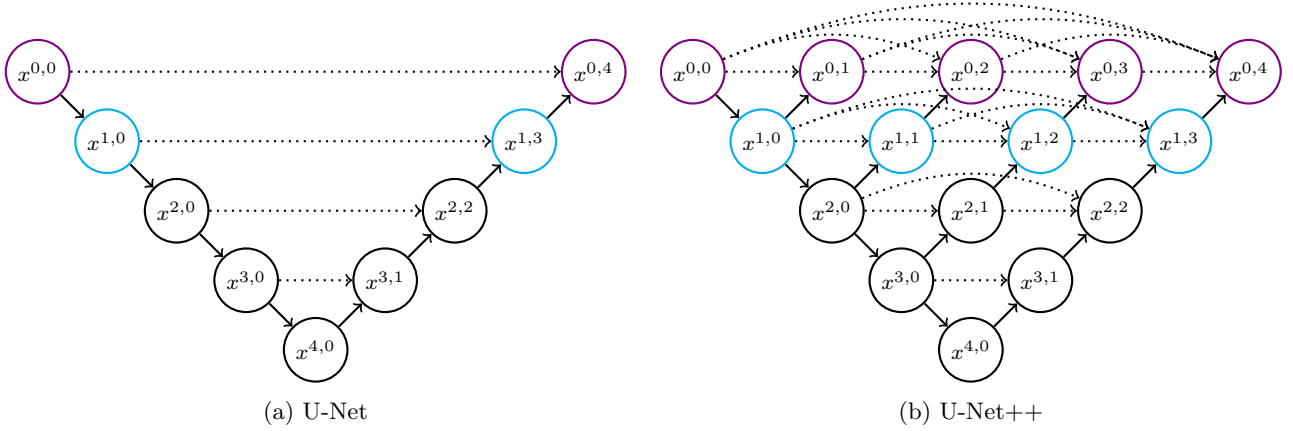 x^{0,0} x^{0,4} x^{0,0} x^{0,1} x^{0,2} x^{0,3} x^{0,4}
x^{1,0} x^{1,3} x^{1,0} x^{1,1} x^{1,2} x^{1,3}
x^{2,0} x^{2,2} x^{2,0} x^{2,1} x^{2,2}
x^{3,0} x^{3,1} x^{3,0} x^{3,1}
x^{4,0} x^{4,0}
(a) U-Net (b) U-Net++